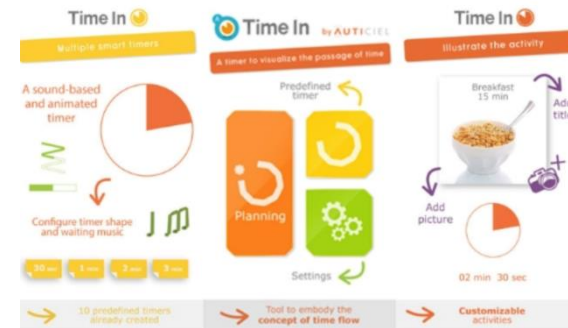 Time In
Multiple smart timers
A sound-based
and animated
timer
Configure timer shape
and waiting music
30 sec
1 min
2 min
3 min
10 predefined timers
already created
Time In by AUTICIEL
A timer to visualize the passage of time
Predefined
timer
Planning
Settings
Tool to embody the
concept of time flow
Time In
Illustrate the activity
Breakfast
15 min
Add
title
Add
picture
02 min 30 sec
Customizable
activities